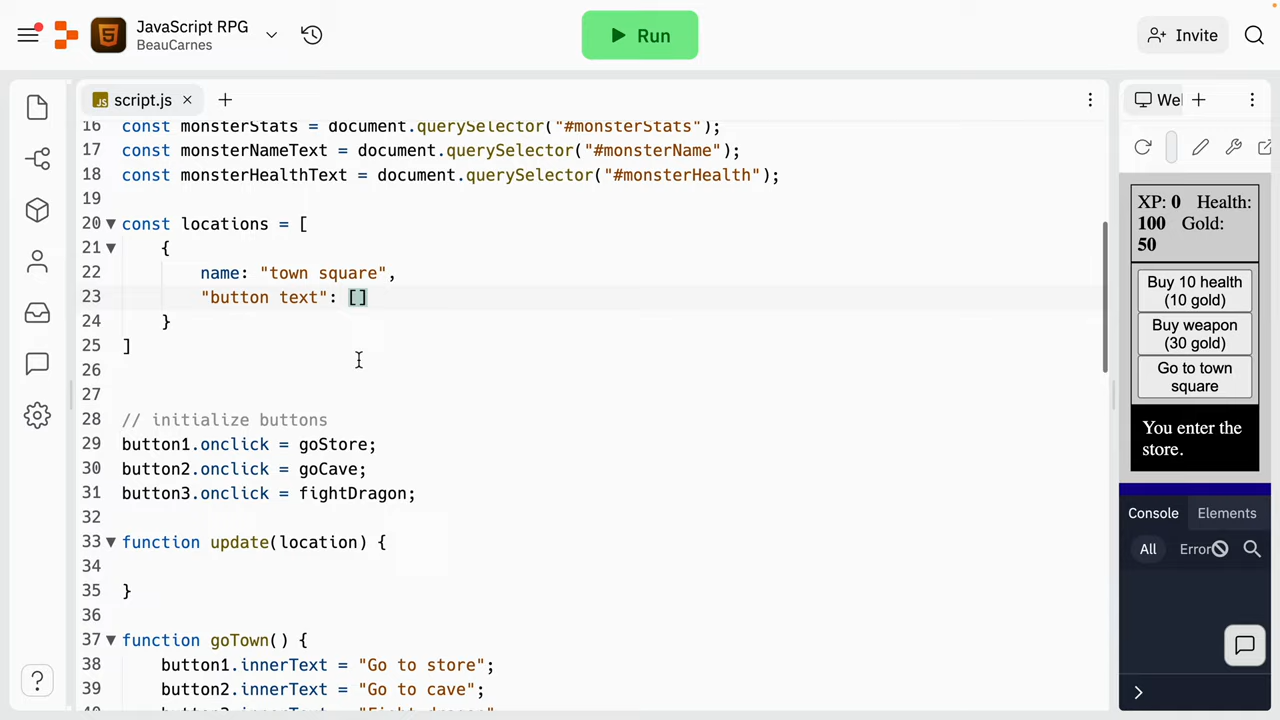 JavaScript RPG
BeauCarnes
Run
Invite
JS script.js
We
16 const monsterStats = document.querySelector("#monsterStats");
17 const monsterNameText = document.querySelector("#monsterName");
18 const monsterHealthText = document.querySelector("#monsterHealth");
19
20 const locations = [
21 {
22 name: "town square",
23 "button text": []
24 }
25 ]
26
27
28 // initialize buttons
29 button1.onclick = goStore;
30 button2.onclick = goCave;
31 button3.onclick = fightDragon;
32
33 function update(location) {
34
35 }
36
37 function goTown() {
38 button1.innerText = "Go to store";
39 button2.innerText = "Go to cave";
XP: 0 Health:
100 Gold:
50
Buy 10 health
(10 gold)
Buy weapon
(30 gold)
Go to town
square
You enter the
store.
Console Elements
All Error